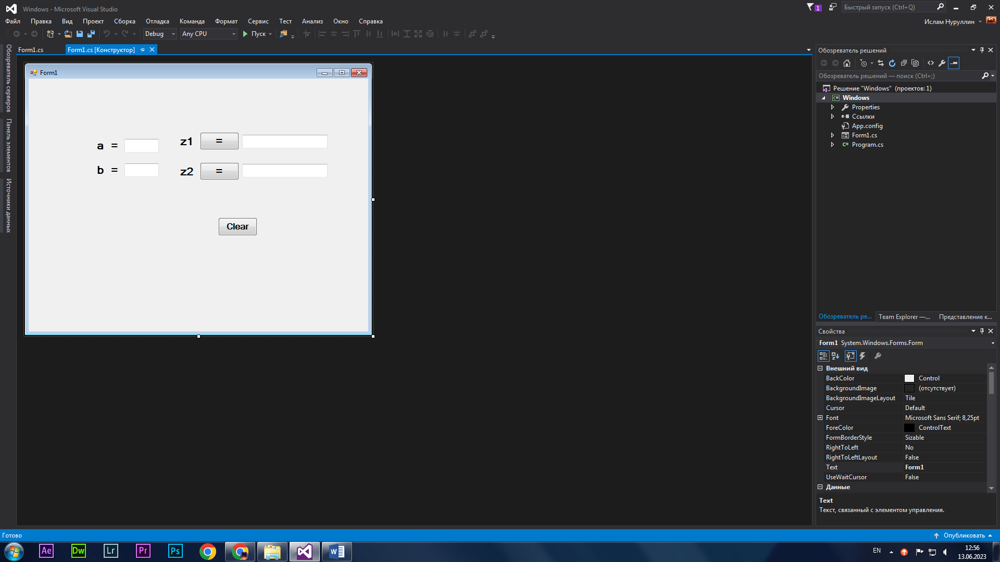 Windows - Microsoft Visual Studio
1
Быстрый запуск (Ctrl+Q)
Файл Правка Вид Проект Сборка Отладка Команда Формат Сервис Тест Анализ Окно Справка
Ислам Нуруллин
Debug
Any CPU
Пуск
Обозреватель серверов
Панель элементов
Источники данных
Form1.cs
Form1.cs [Конструктор]
Form1
a =
z1
=
b =
z2
=
Clear
Обозреватель решений
Обозреватель решений — поиск (Ctrl+;)
Решение "Windows" (проектов: 1)
C# Windows
Properties
Ссылки
App.config
Form1.cs
C# Program.cs
Обозреватель ре...
Team Explorer —...
Представление к...
Свойства
Form1 System.Windows.Forms.Form
Внешний вид
BackColor Control
BackgroundImage (отсутствует)
BackgroundImageLayout Tile
Cursor Default
Font Microsoft Sans Serif; 8,25pt
ForeColor ControlText
FormBorderStyle Sizable
RightToLeft No
RightToLeftLayout False
Text Form1
UseWaitCursor False
Данные
Text
Текст, связанный с элементом управления.
Готово
Опубликовать
Ae
Dw
Lr
Pr
Ps
W
EN
12:56
13.06.2023